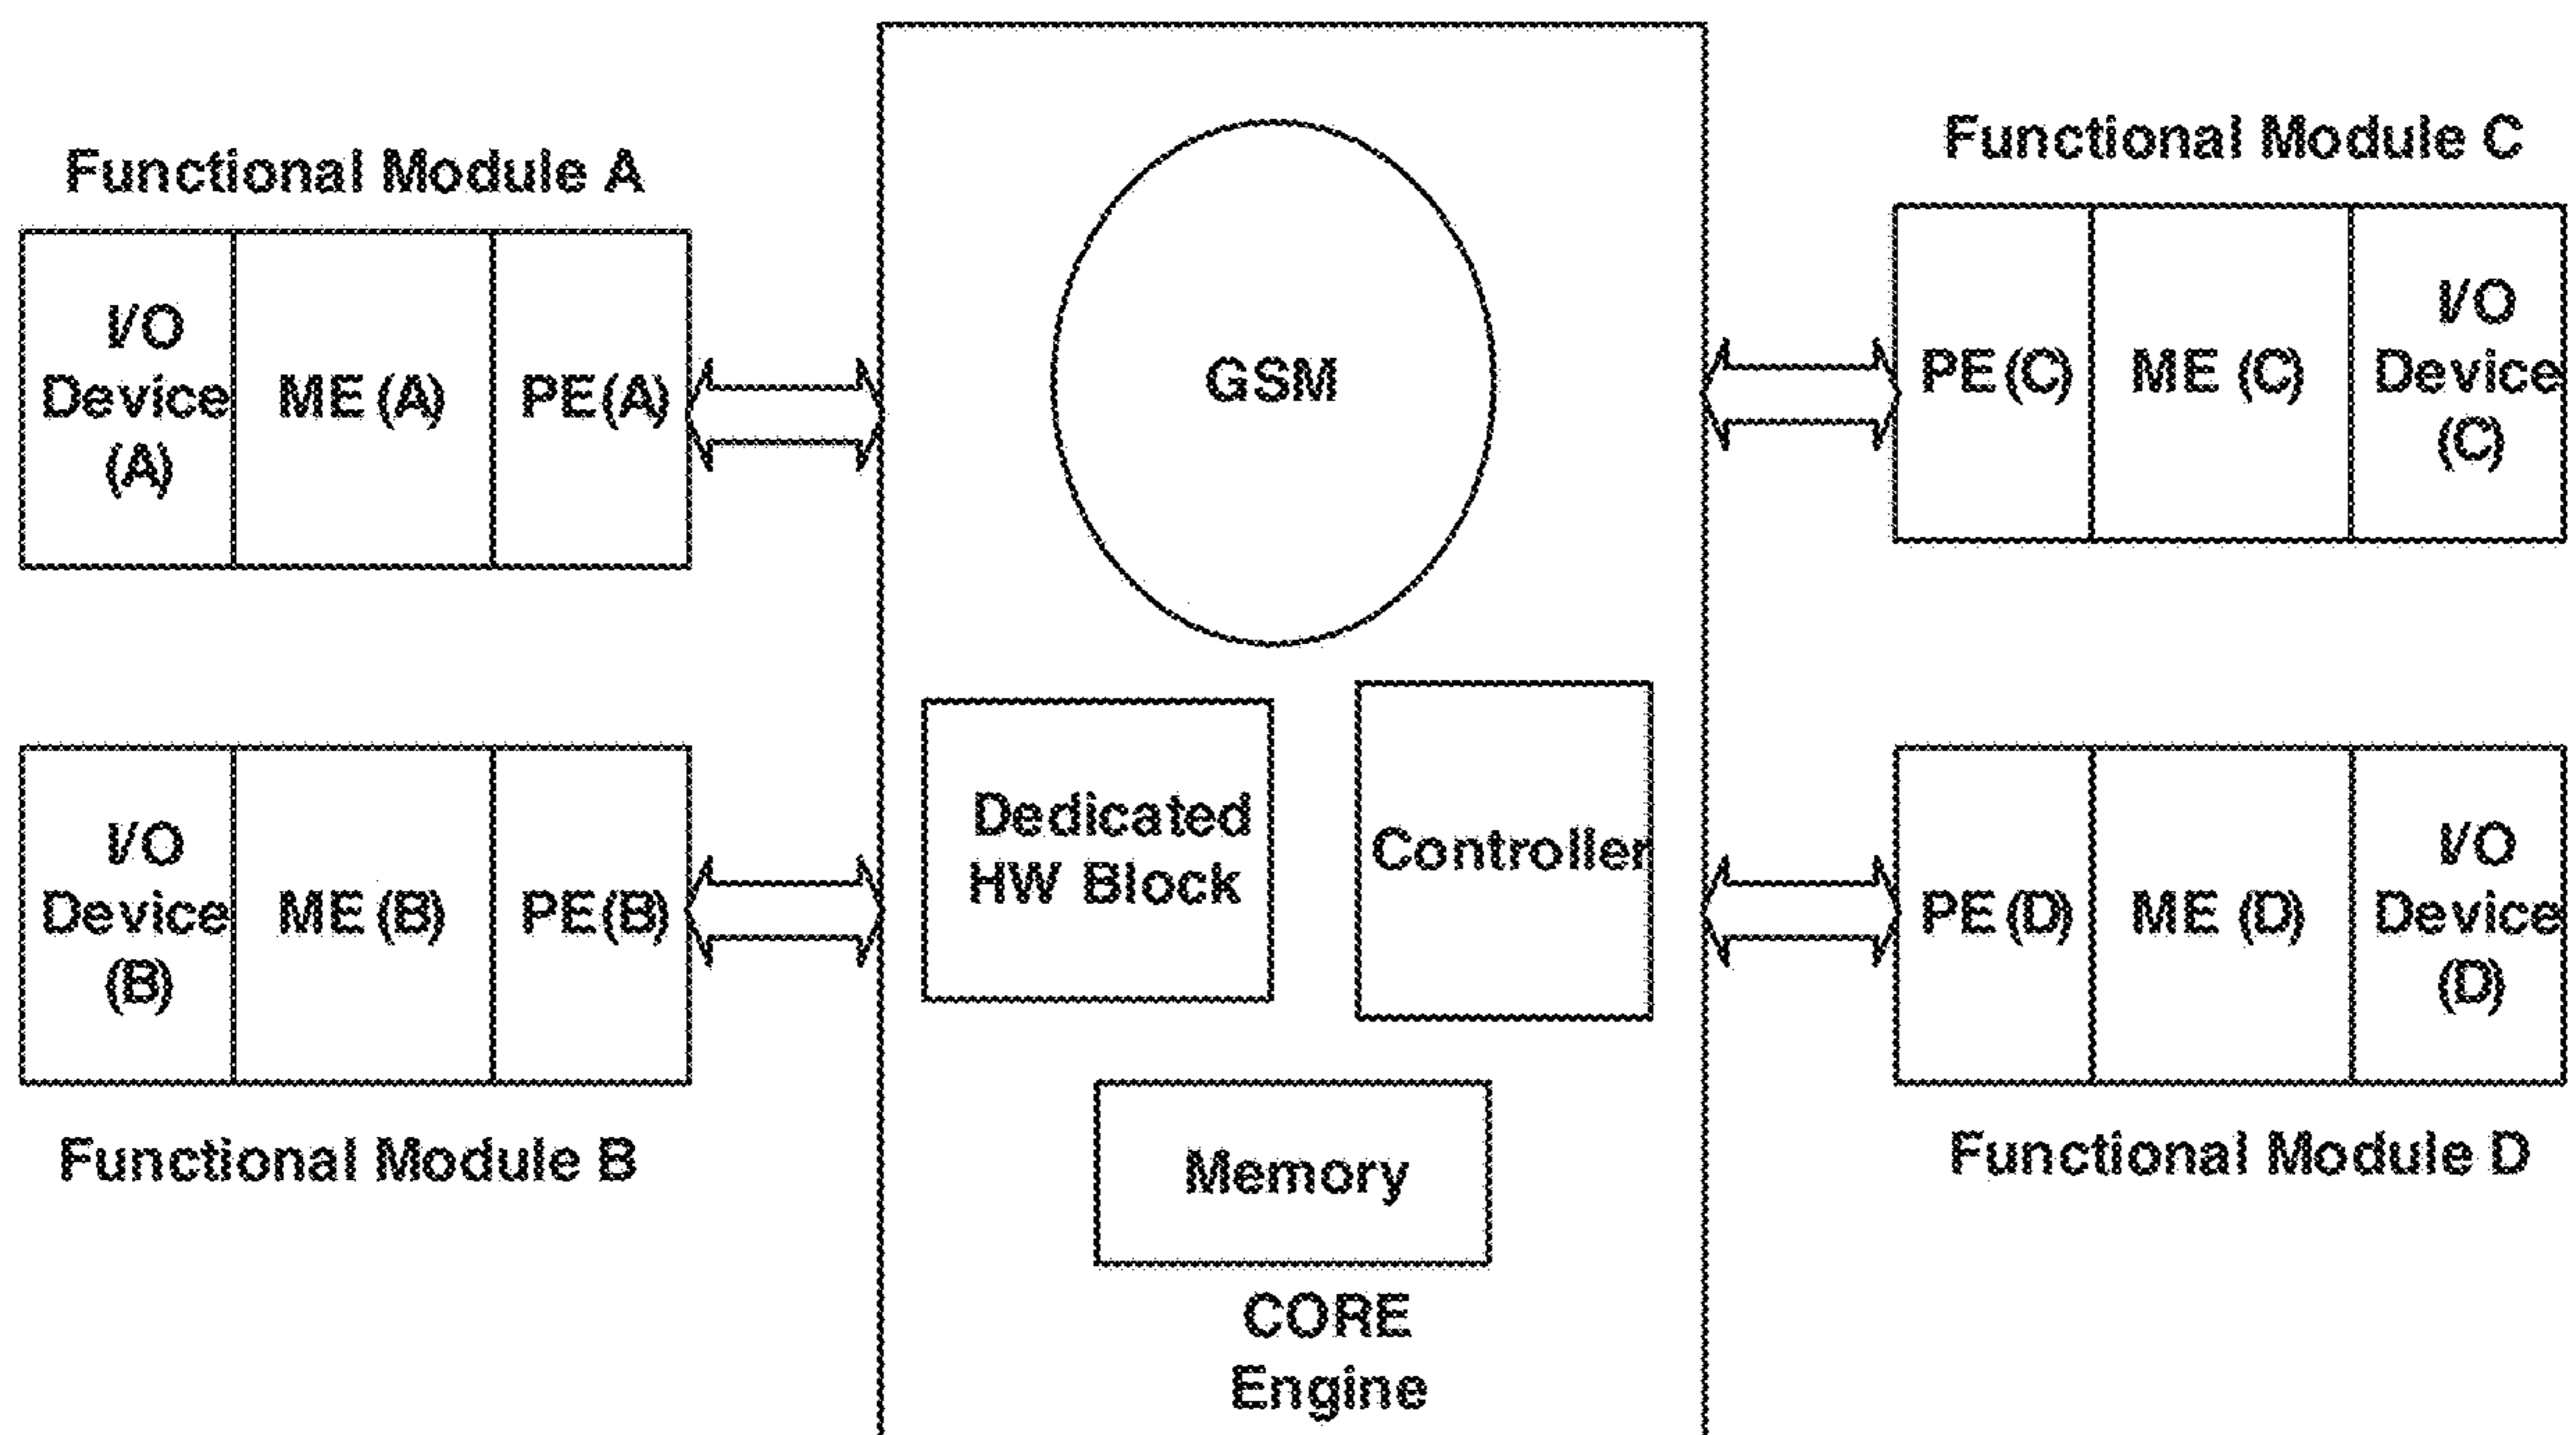 Functional Module A
I/O
Device
(A)
ME (A)
PE(A)
I/O
Device
(B)
ME (B)
PE(B)
Functional Module B
GSM
Dedicated
HW Block
Controller
Memory
CORE
Engine
Functional Module C
PE(C)
ME (C)
I/O
Device
(C)
PE(D)
ME (D)
I/O
Device
(D)
Functional Module D